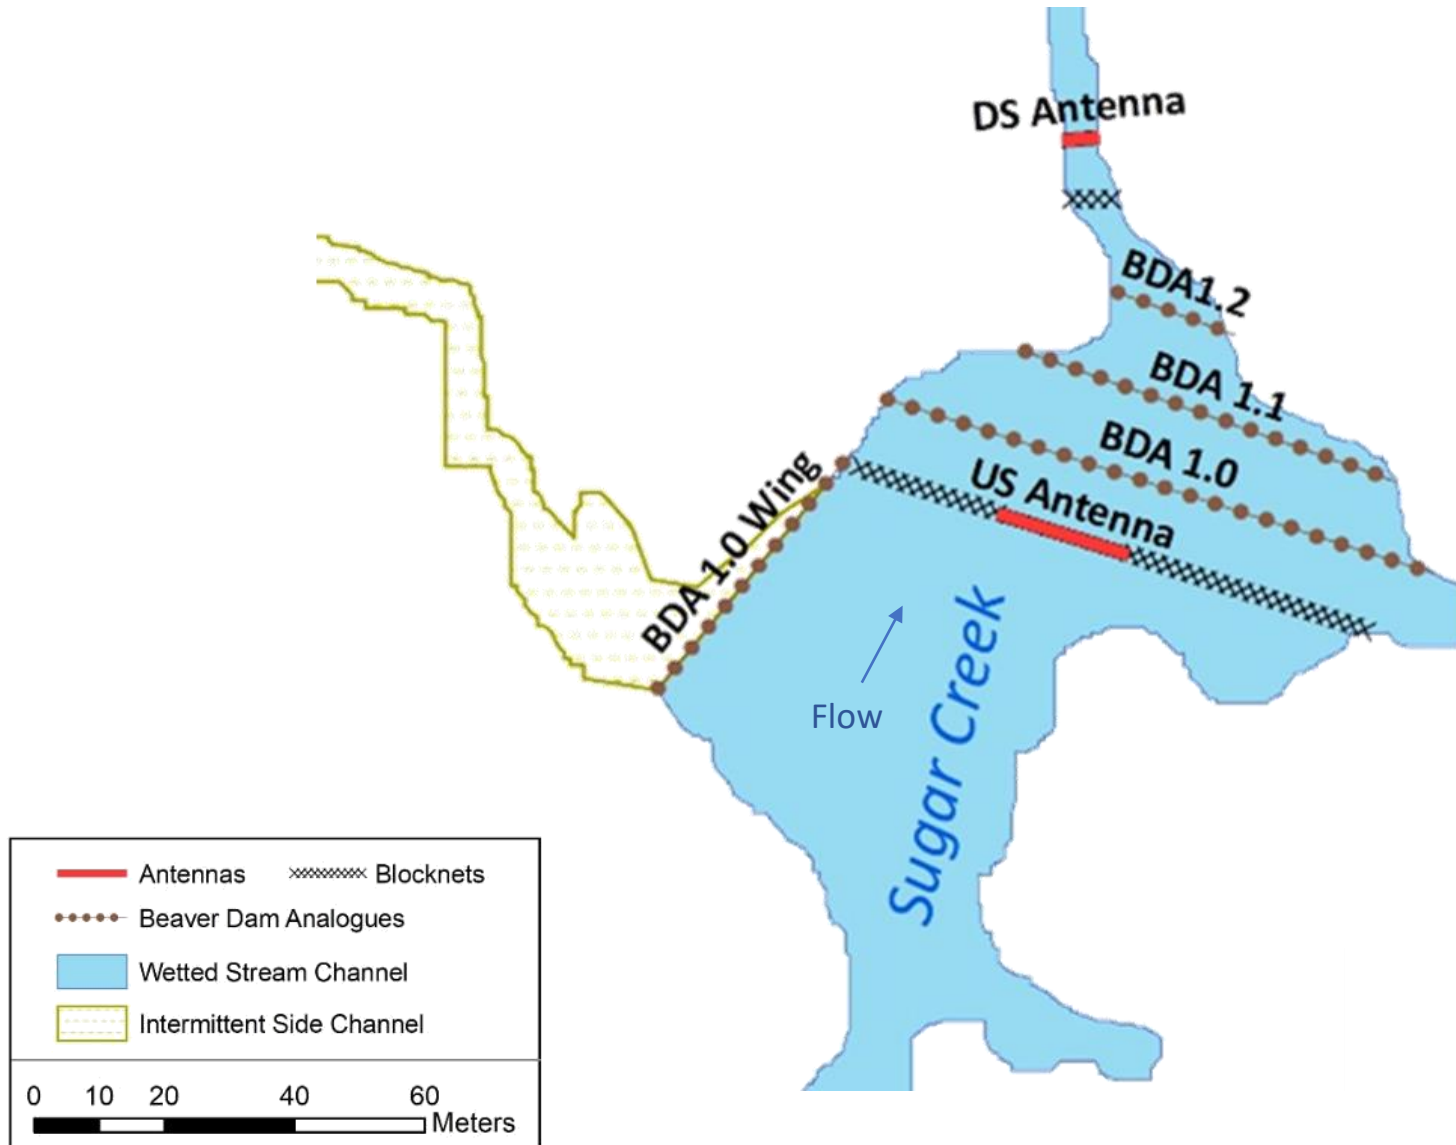 DS Antenna
BDA1.2
BDA 1.1
BDA 1.0
US Antenna
BDA 1.0 Wing
Flow
Sugar Creek
Antennas
Blocknets
Beaver Dam Analogues
Wetted Stream Channel
Intermittent Side Channel
0 10 20 40 60
Meters